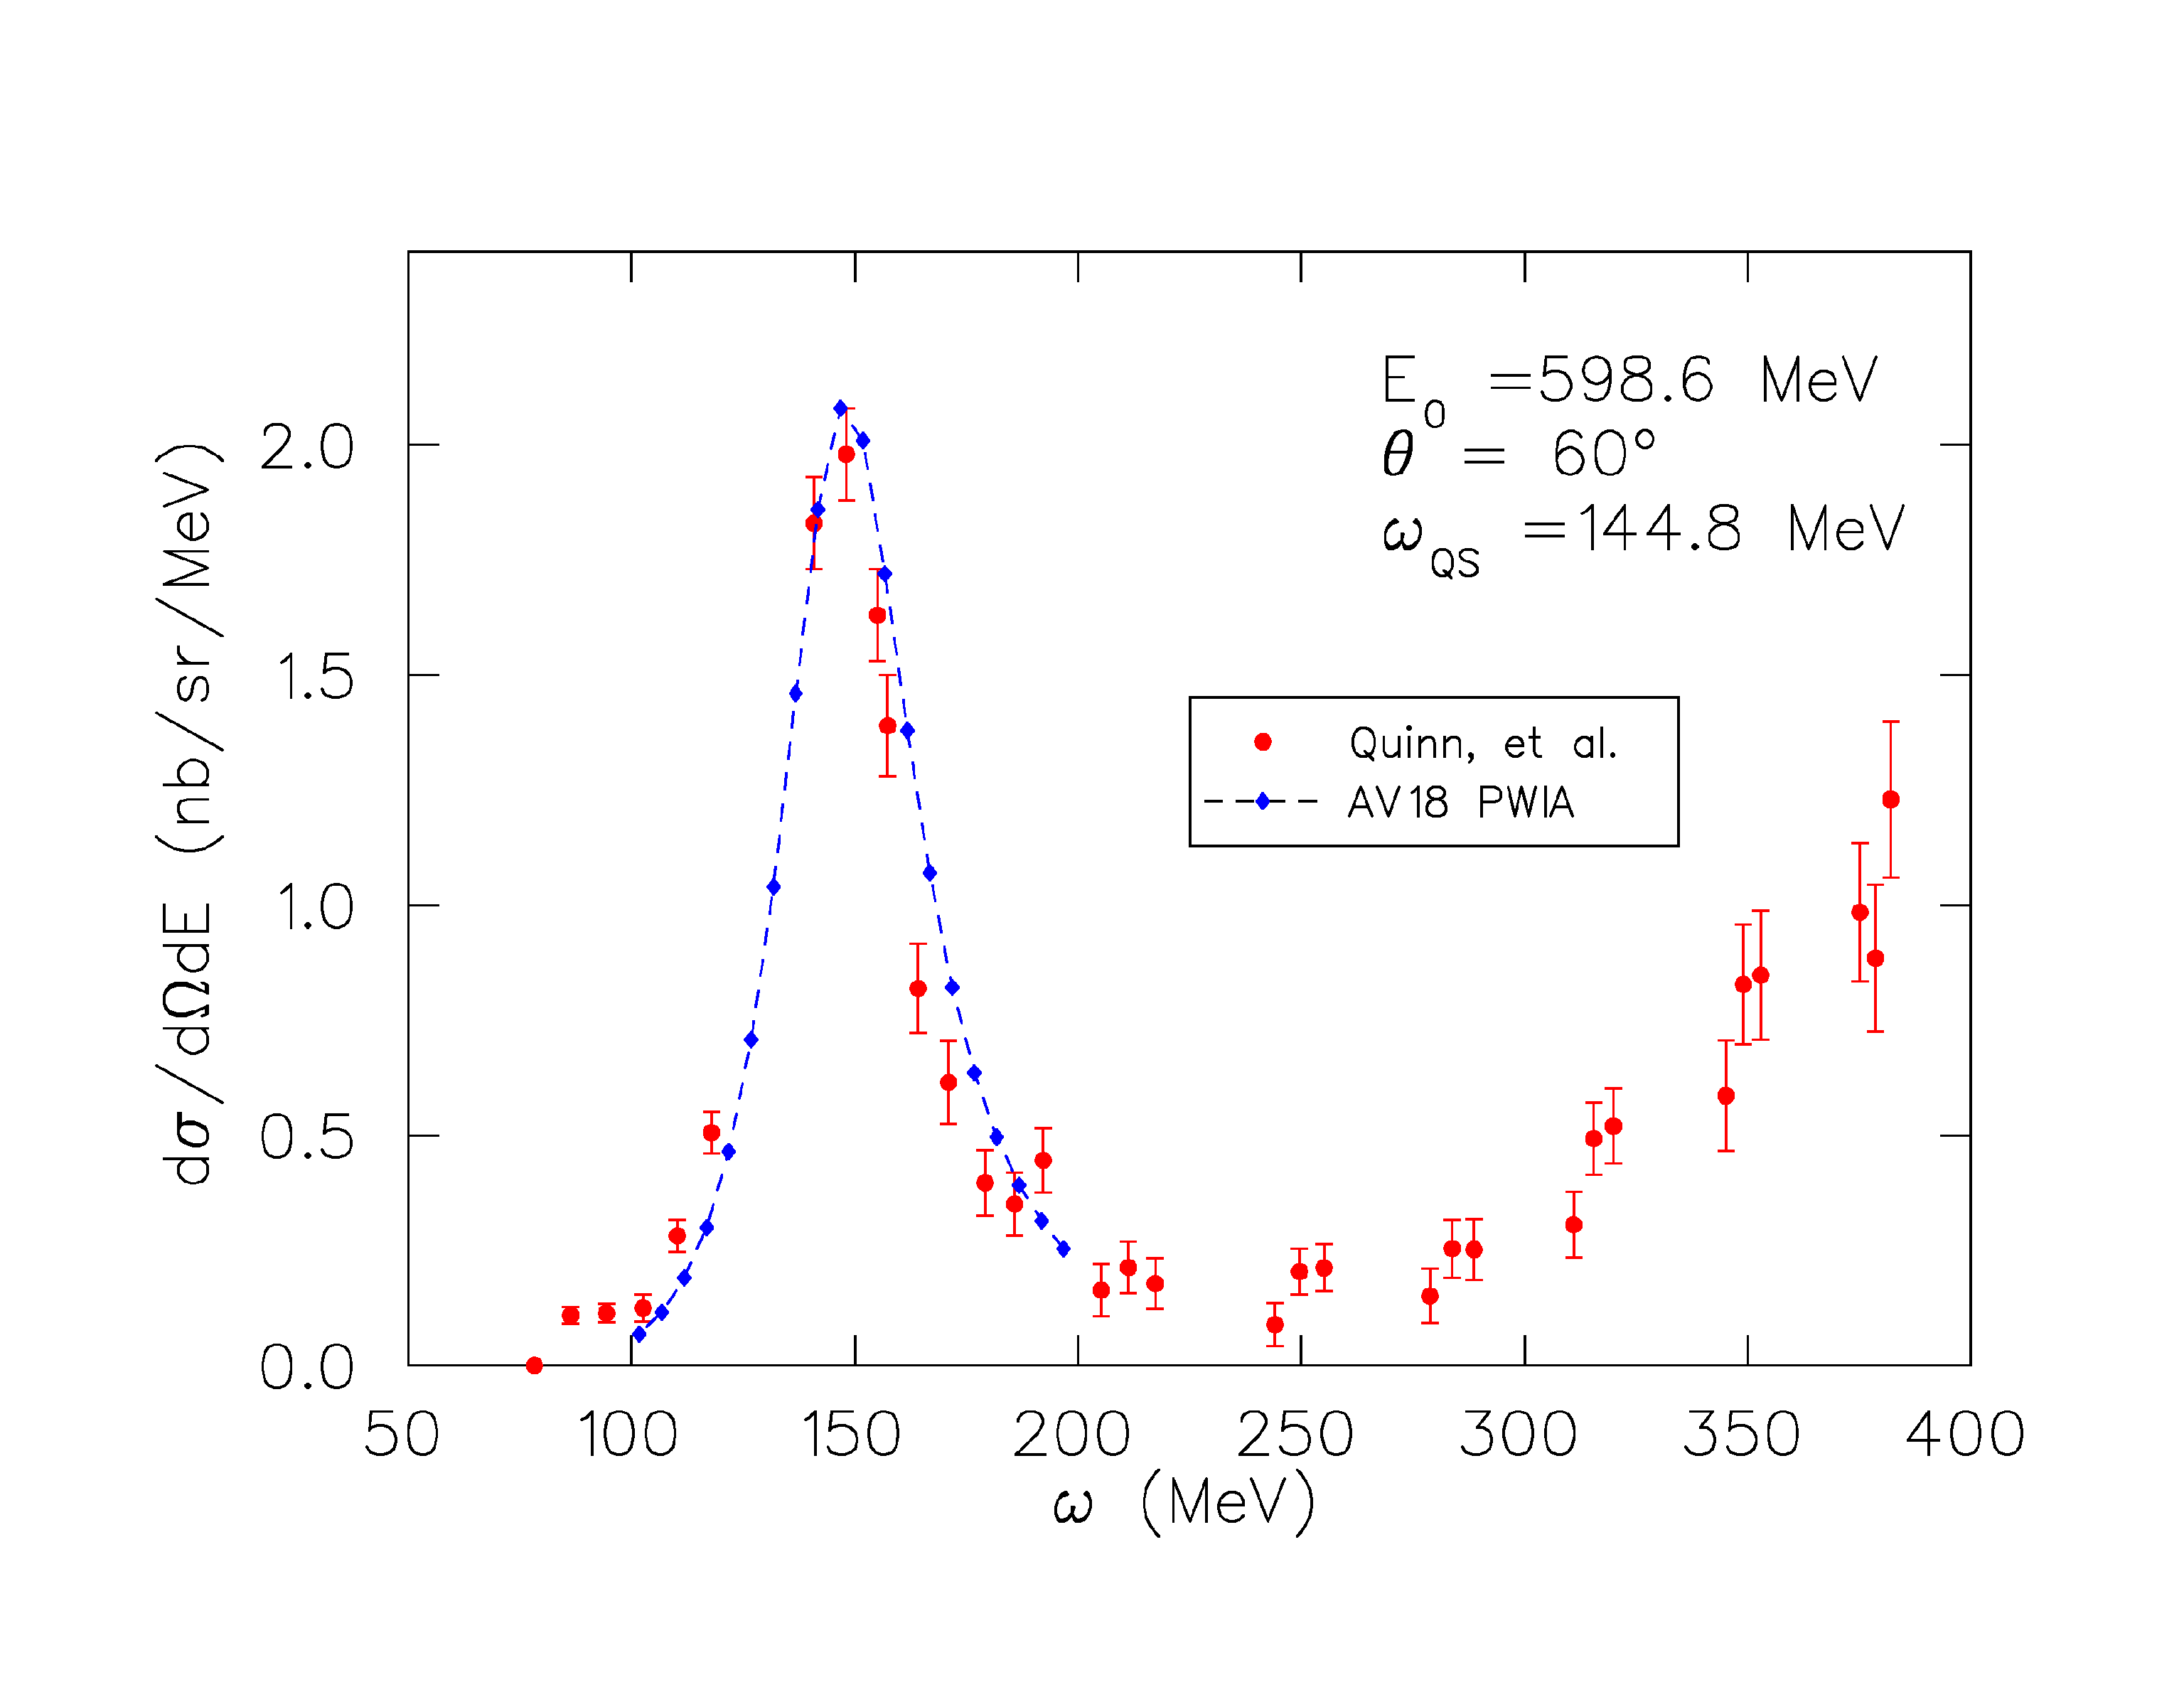 E0 =598.6 MeV
θ = 60°
ωQS =144.8 MeV
Quinn, et al.
AV18 PWIA
dσ/dΩdE (nb/sr/MeV)
2.0
1.5
1.0
0.5
0.0
50 100 150 200 250 300 350 400
ω (MeV)